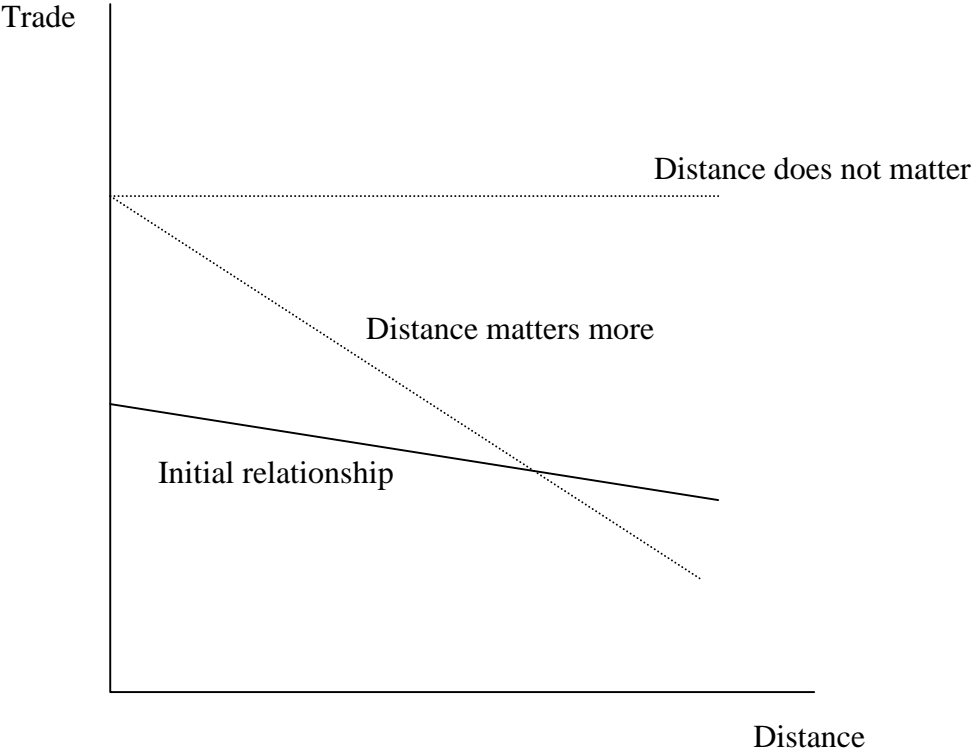 Trade
Distance does not matter
Distance matters more
Initial relationship
Distance